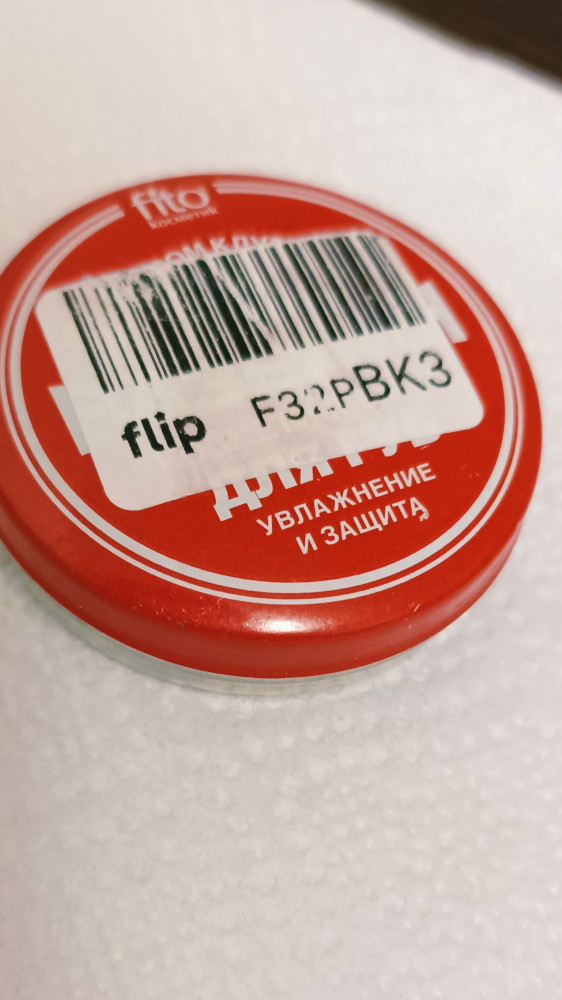 fito
косметик
flip F32PBK3
ДЛЯ ГУБ
УВЛАЖНЕНИЕ
И ЗАЩИТА